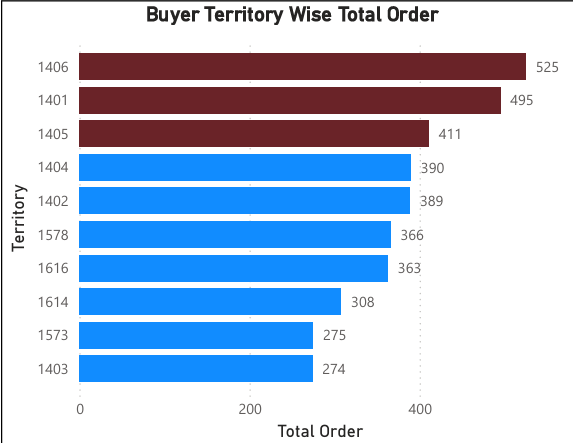 Buyer Territory Wise Total Order
Territory
1406 525
1401 495
1405 411
1404 390
1402 389
1578 366
1616 363
1614 308
1573 275
1403 274
0 200 400
Total Order